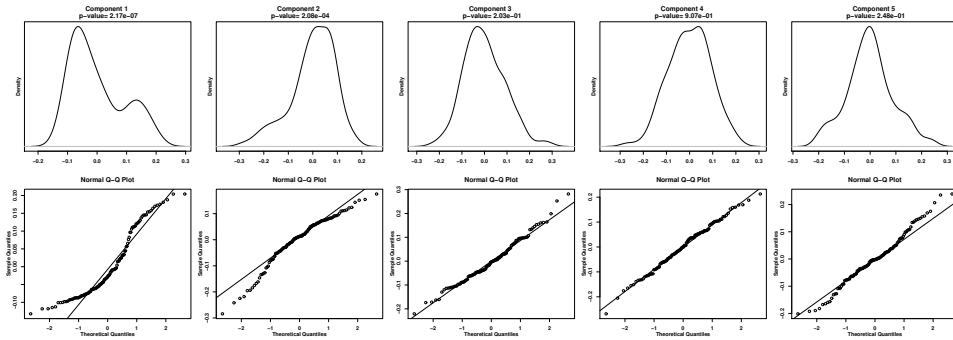 Component 1
p-value= 2.17e-07
Component 2
p-value= 2.08e-04
Component 3
p-value= 2.03e-01
Component 4
p-value= 9.07e-01
Component 5
p-value= 2.48e-01
Density
Density
Density
Density
Density
-0.2 -0.1 0.0 0.1 0.2 0.3
-0.4 -0.3 -0.2 -0.1 0.0 0.1 0.2
-0.2 -0.1 0.0 0.1 0.2 0.3
-0.3 -0.2 -0.1 0.0 0.1 0.2 0.3
-0.2 -0.1 0.0 0.1 0.2 0.3
Normal Q-Q Plot
Normal Q-Q Plot
Normal Q-Q Plot
Normal Q-Q Plot
Normal Q-Q Plot
Sample Quantiles
Sample Quantiles
Sample Quantiles
Sample Quantiles
Sample Quantiles
-2 -1 0 1 2
-2 -1 0 1 2
-2 -1 0 1 2
-2 -1 0 1 2
-2 -1 0 1 2
Theoretical Quantiles
Theoretical Quantiles
Theoretical Quantiles
Theoretical Quantiles
Theoretical Quantiles